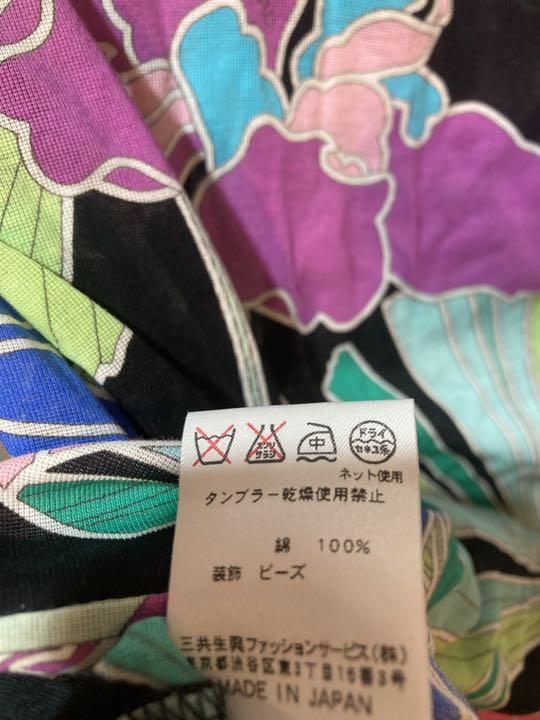 エンソ
サラシ
中
ドライ
セキユ系
ネット使用
タンブラー乾燥使用禁止
綿 100%
装飾 ビーズ
三共生興ファッションサービス(株)
東京都渋谷区東3丁目16番3号
MADE IN JAPAN